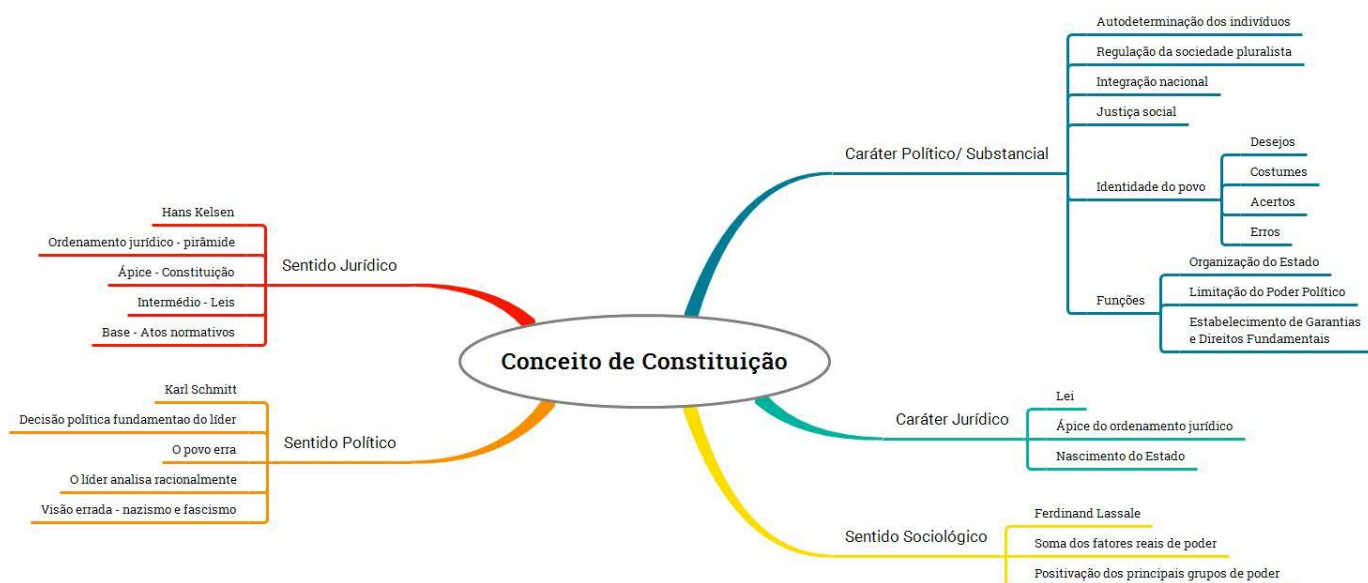 Conceito de Constituição
Caráter Político/ Substancial
Autodeterminação dos indivíduos
Regulação da sociedade pluralista
Integração nacional
Justiça social
Identidade do povo
Desejos
Costumes
Acertos
Erros
Funções
Organização do Estado
Limitação do Poder Político
Estabelecimento de Garantias
e Direitos Fundamentais
Caráter Jurídico
Lei
Ápice do ordenamento jurídico
Nascimento do Estado
Sentido Sociológico
Ferdinand Lassale
Soma dos fatores reais de poder
Positivação dos principais grupos de poder
Sentido Jurídico
Hans Kelsen
Ordenamento jurídico - pirâmide
Ápice - Constituição
Intermédio - Leis
Base - Atos normativos
Sentido Político
Karl Schmitt
Decisão política fundamentao do líder
O povo erra
O líder analisa racionalmente
Visão errada - nazismo e fascismo